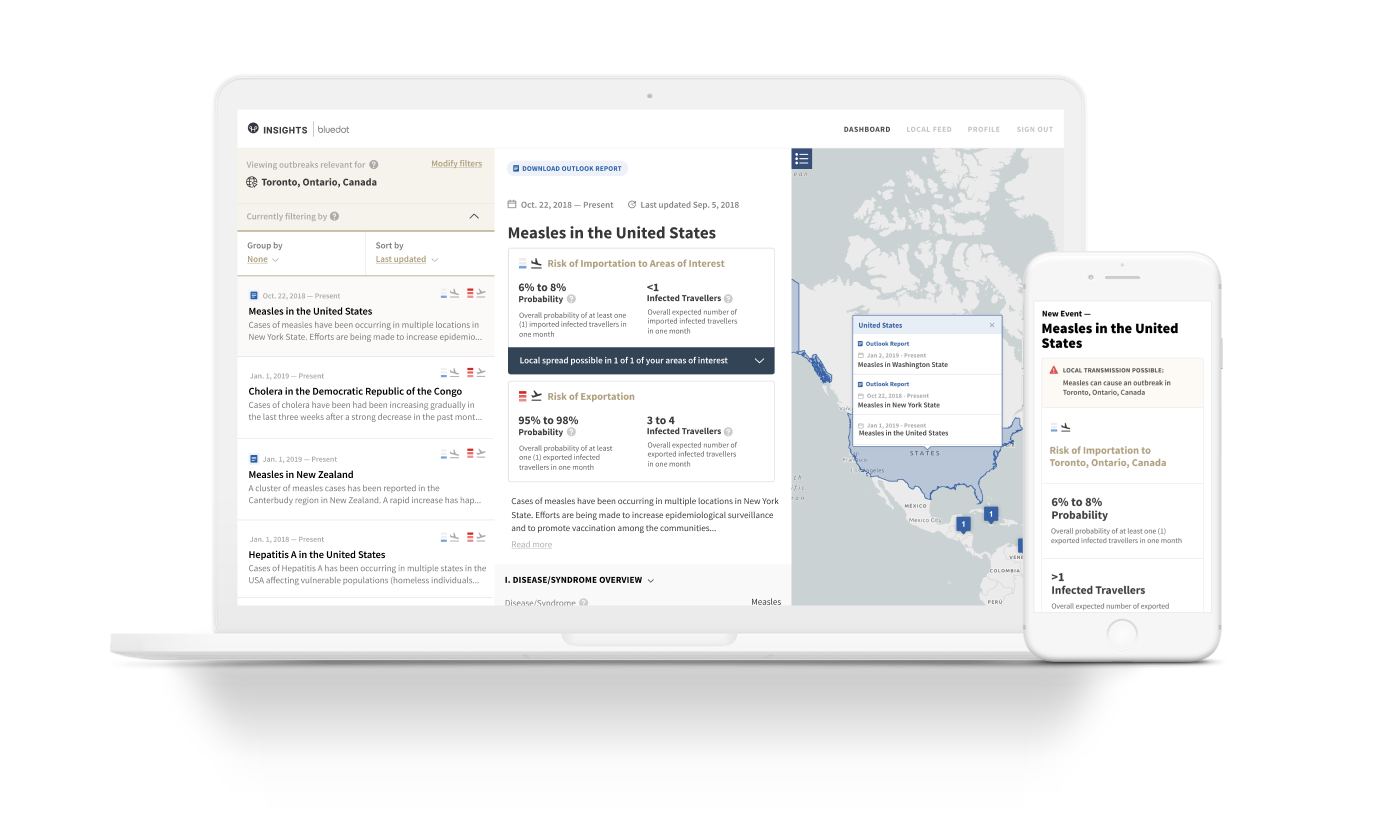 INSIGHTS | bluedot
DASHBOARD LOCAL FEED PROFILE SIGN OUT
Viewing outbreaks relevant for ?
Modify filters
Toronto, Ontario, Canada
Currently filtering by ?
Group by
None
Sort by
Last updated
Oct. 22, 2018 — Present
Measles in the United States
Cases of measles have been occurring in multiple locations in
New York State. Efforts are being made to increase epidemio...
Jan. 1, 2019 — Present
Cholera in the Democratic Republic of the Congo
Cases of cholera have been had been increasing gradually in
the last three weeks after a strong decrease in the past mont...
Jan. 1, 2019 — Present
Measles in New Zealand
A cluster of measles cases has been reported in the
Canterbudy region in New Zealand. A rapid increase has hap...
Jan. 1, 2018 — Present
Hepatitis A in the United States
Cases of Hepatitis A has been occurring in multiple states in the
USA affecting vulnerable populations (homeless individuals...
DOWNLOAD OUTLOOK REPORT
Oct. 22, 2018 — Present
Last updated Sep. 5, 2018
Measles in the United States
Risk of Importation to Areas of Interest
6% to 8%
Probability ?
Overall probability of at least one
(1) imported infected travellers in
one month
<1
Infected Travellers ?
Overall expected number of
imported infected travellers
in one month
Local spread possible in 1 of 1 of your areas of interest
Risk of Exportation
95% to 98%
Probability ?
Overall probability of at least
one (1) exported infected
travellers in one month
3 to 4
Infected Travellers ?
Overall expected number of
exported infected travellers
in one month
Cases of measles have been occurring in multiple locations in New York
State. Efforts are being made to increase epidemiological surveillance
and to promote vaccination among the communities...
Read more
I. DISEASE/SYNDROME OVERVIEW
Disease/Syndrome ?
Measles
United States
×
Outlook Report
Jan 2, 2019 - Present
Measles in Washington State
Outlook Report
Oct 22, 2018 - Present
Measles in New York State
Jan 1, 2019 - Present
Measles in the United States
STATES
MÉXICO
Mexico City
1
1
COLOMBIA
PERÚ
New Event —
Measles in the United
States
LOCAL TRANSMISSION POSSIBLE:
Measles can cause an outbreak in
Toronto, Ontario, Canada
Risk of Importation to
Toronto, Ontario, Canada
6% to 8%
Probability
Overall probability of at least one (1)
exported infected travellers in one month
>1
Infected Travellers
Overall expected number of exported